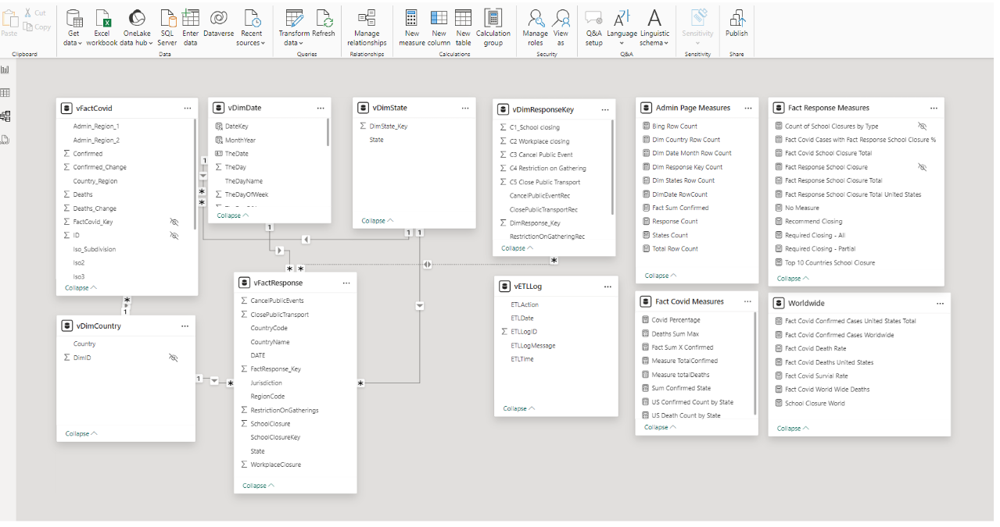 Paste
Cut
Copy
Clipboard
Get
data
Excel
workbook
OneLake
data hub
SQL
Server
Enter
data
Dataverse
Recent
sources
Data
Transform
data
Refresh
Queries
Manage
relationships
Relationships
New
measure
New
column
New
table
Calculation
group
Calculations
Manage
roles
View
as
Security
Q&A
setup
Language
Linguistic
schema
Q&A
Sensitivity
Sensitivity
Publish
Share
vFactCovid
Admin_Region_1
Admin_Region_2
Confirmed
Confirmed_Change
Country_Region
Deaths
Deaths_Change
FactCovid_Key
ID
Iso_Subdivision
Iso2
Iso3
Collapse
vDimDate
DateKey
MonthYear
TheDate
TheDay
TheDayName
TheDayOfWeek
Collapse
vDimState
DimState_Key
State
Collapse
vDimResponseKey
C1_School closing
C2 Workplace closing
C3 Cancel Public Event
C4 Restriction on Gathering
C5 Close Public Transport
CancelPublicEventRec
ClosePublicTransportRec
DimResponse_Key
RestrictionOnGatheringRec
Collapse
Admin Page Measures
Bing Row Count
Dim Country Row Count
Dim Date Month Row Count
Dim Response Key Count
Dim States Row Count
DimDate RowCount
Fact Sum Confirmed
Response Count
States Count
Total Row Count
Collapse
Fact Response Measures
Count of School Closures by Type
Fact Covid Cases with Fact Response School Closure %
Fact Covid School Closure Total
Fact Response School Closure
Fact Response School Closure Total
Fact Response School Closure Total United States
No Measure
Recommend Closing
Required Closing - All
Required Closing - Partial
Top 10 Countries School Closure
Collapse
1
*
*
1
1
1
*
*
*
*
1
vDimCountry
Country
DimID
Collapse
1
*
*
vFactResponse
CancelPublicEvents
ClosePublicTransport
CountryCode
CountryName
DATE
FactResponse_Key
Jurisdiction
RegionCode
RestrictionOnGatherings
SchoolClosure
SchoolClosureKey
State
WorkplaceClosure
Collapse
vETLLog
ETLAction
ETLDate
ETLLogID
ETLLogMessage
ETLTime
Collapse
Fact Covid Measures
Covid Percentage
Deaths Sum Max
Fact Sum X Confirmed
Measure TotalConfimed
Measure totalDeaths
Sum Confirmed State
US Confirmed Count by State
US Death Count by State
Collapse
Worldwide
Fact Covid Confirmed Cases United States Total
Fact Covid Confirmed Cases Worldwide
Fact Covid Death Rate
Fact Covid Deaths United States
Fact Covid Survial Rate
Fact Covid World Wide Deaths
School Closure World
Collapse